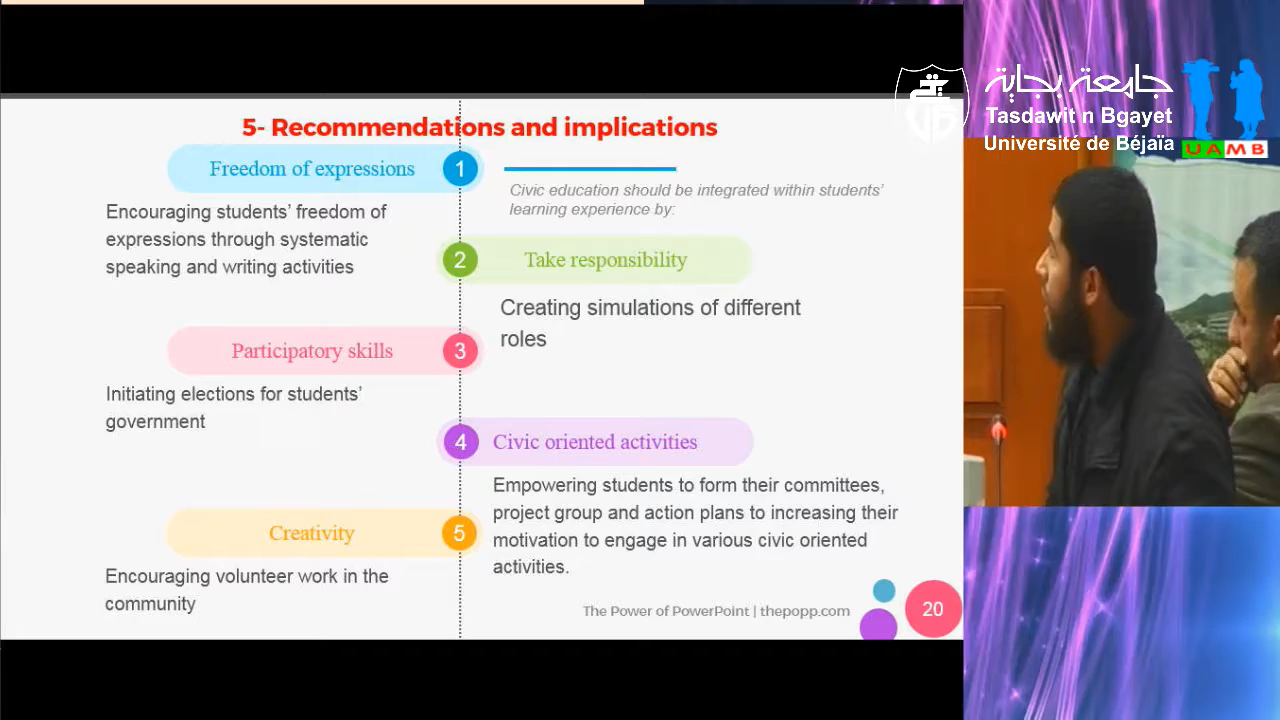 5- Recommendations and implications
Freedom of expressions
1
Encouraging students’ freedom of
expressions through systematic
speaking and writing activities
Civic education should be integrated within students’
learning experience by:
2
Take responsibility
Creating simulations of different
roles
Participatory skills
3
Initiating elections for students’
government
4
Civic oriented activities
Empowering students to form their committees,
project group and action plans to increasing their
motivation to engage in various civic oriented
activities.
Creativity
5
Encouraging volunteer work in the
community
The Power of PowerPoint | thepopp.com
20
جامعة بجاية
Tasdawit n Bgayet
Université de Béjaïa
UAMB